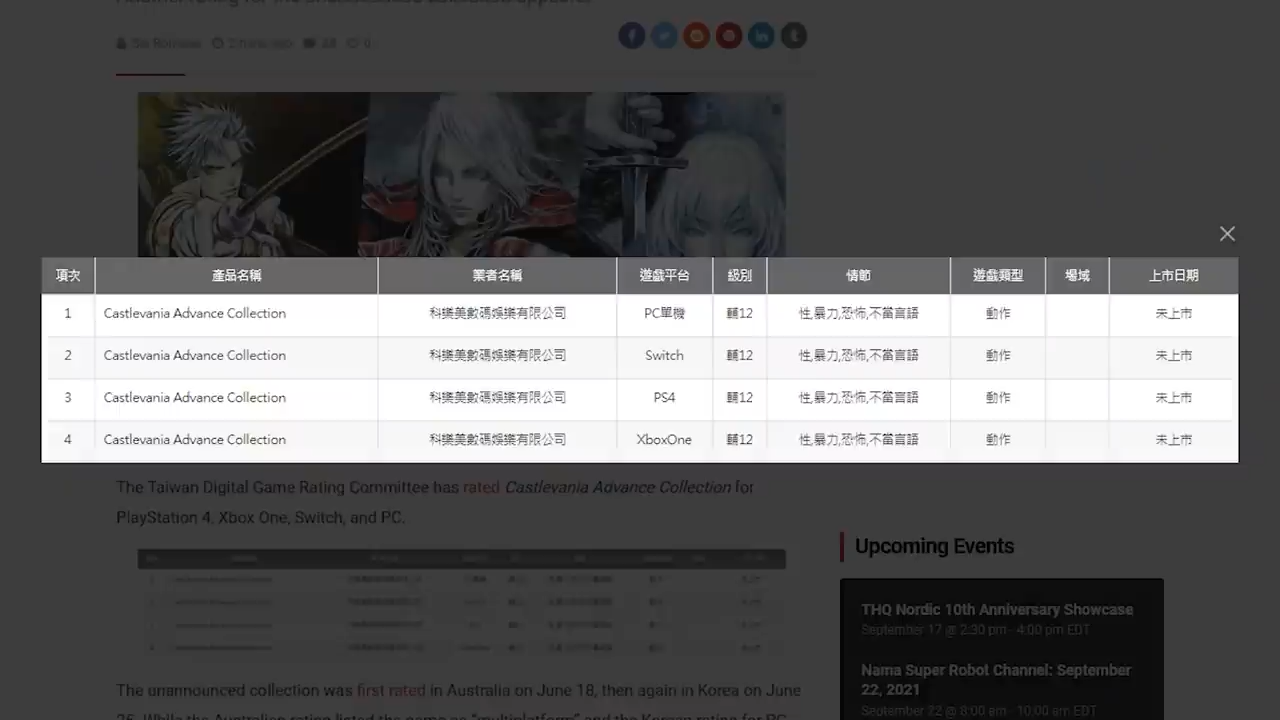 項次 產品名稱 業者名稱 遊戲平台 級別 情節 遊戲類型 場域 上市日期
1 Castlevania Advance Collection 科樂美數碼娛樂有限公司 PC單機 輔12 性,暴力,恐怖,不當言語 動作 未上市
2 Castlevania Advance Collection 科樂美數碼娛樂有限公司 Switch 輔12 性,暴力,恐怖,不當言語 動作 未上市
3 Castlevania Advance Collection 科樂美數碼娛樂有限公司 PS4 輔12 性,暴力,恐怖,不當言語 動作 未上市
4 Castlevania Advance Collection 科樂美數碼娛樂有限公司 XboxOne 輔12 性,暴力,恐怖,不當言語 動作 未上市
The Taiwan Digital Game Rating Committee has rated Castlevania Advance Collection for
PlayStation 4, Xbox One, Switch, and PC.
The unannounced collection was first rated in Australia on June 18, then again in Korea on June
Upcoming Events
THQ Nordic 10th Anniversary Showcase
September 17 @ 2:30 pm - 4:00 pm EDT
Nama Super Robot Channel: September
22, 2021
September 22 @ 8:00 am - 10:00 am EDT